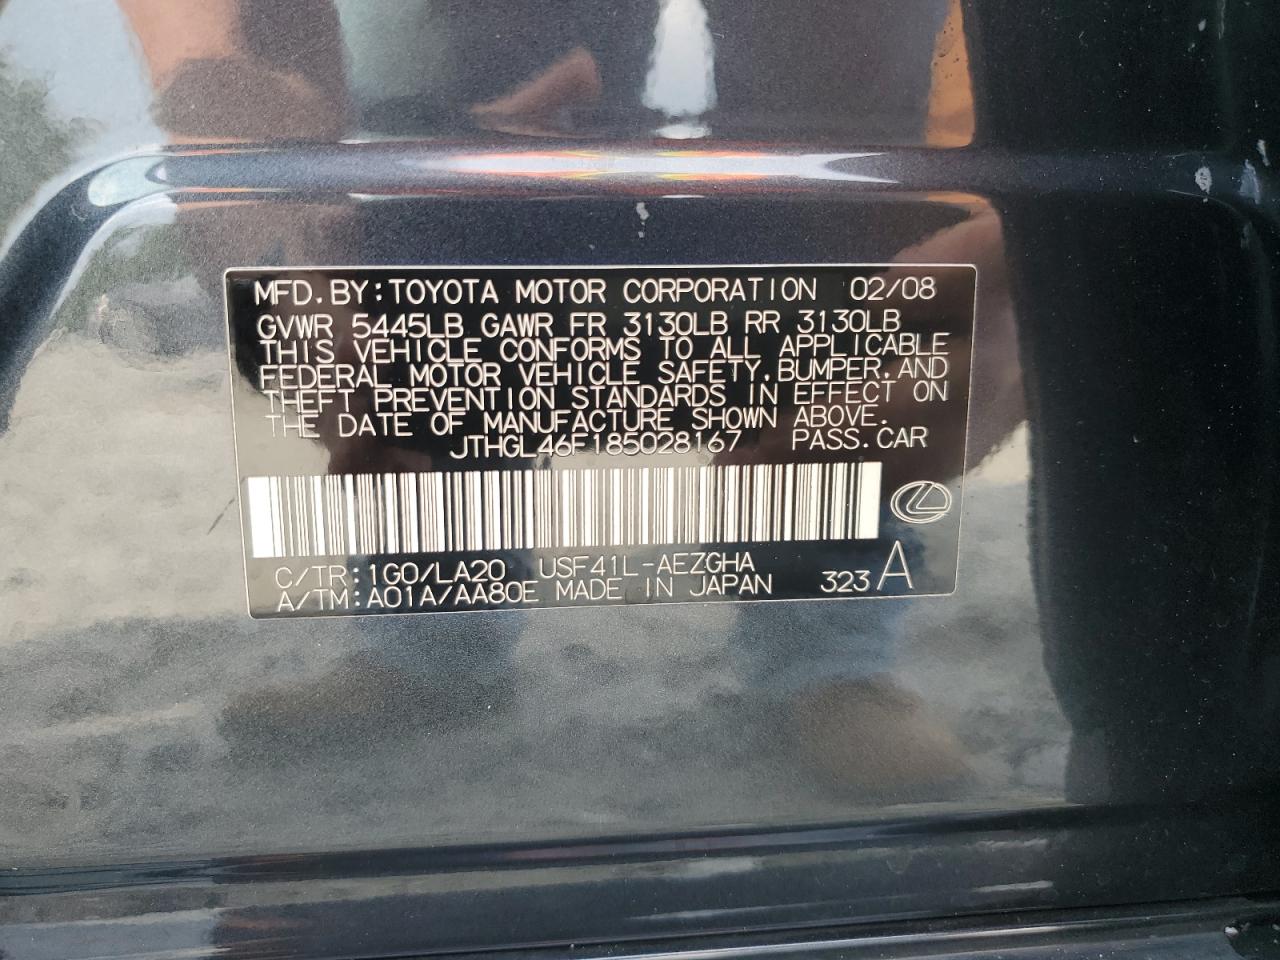 MFD.BY:TOYOTA MOTOR CORPORATION 02/08
GVWR 5445LB GAWR FR 3130LB RR 3130LB
THIS VEHICLE CONFORMS TO ALL APPLICABLE
FEDERAL MOTOR VEHICLE SAFETY,BUMPER,AND
THEFT PREVENTION STANDARDS IN EFFECT ON
THE DATE OF MANUFACTURE SHOWN ABOVE.
JTHGL46F185028167 PASS.CAR
C/TR:1G0/LA20 USF41L-AEZGHA
A/TM:A01A/AA80E MADE IN JAPAN 323 A